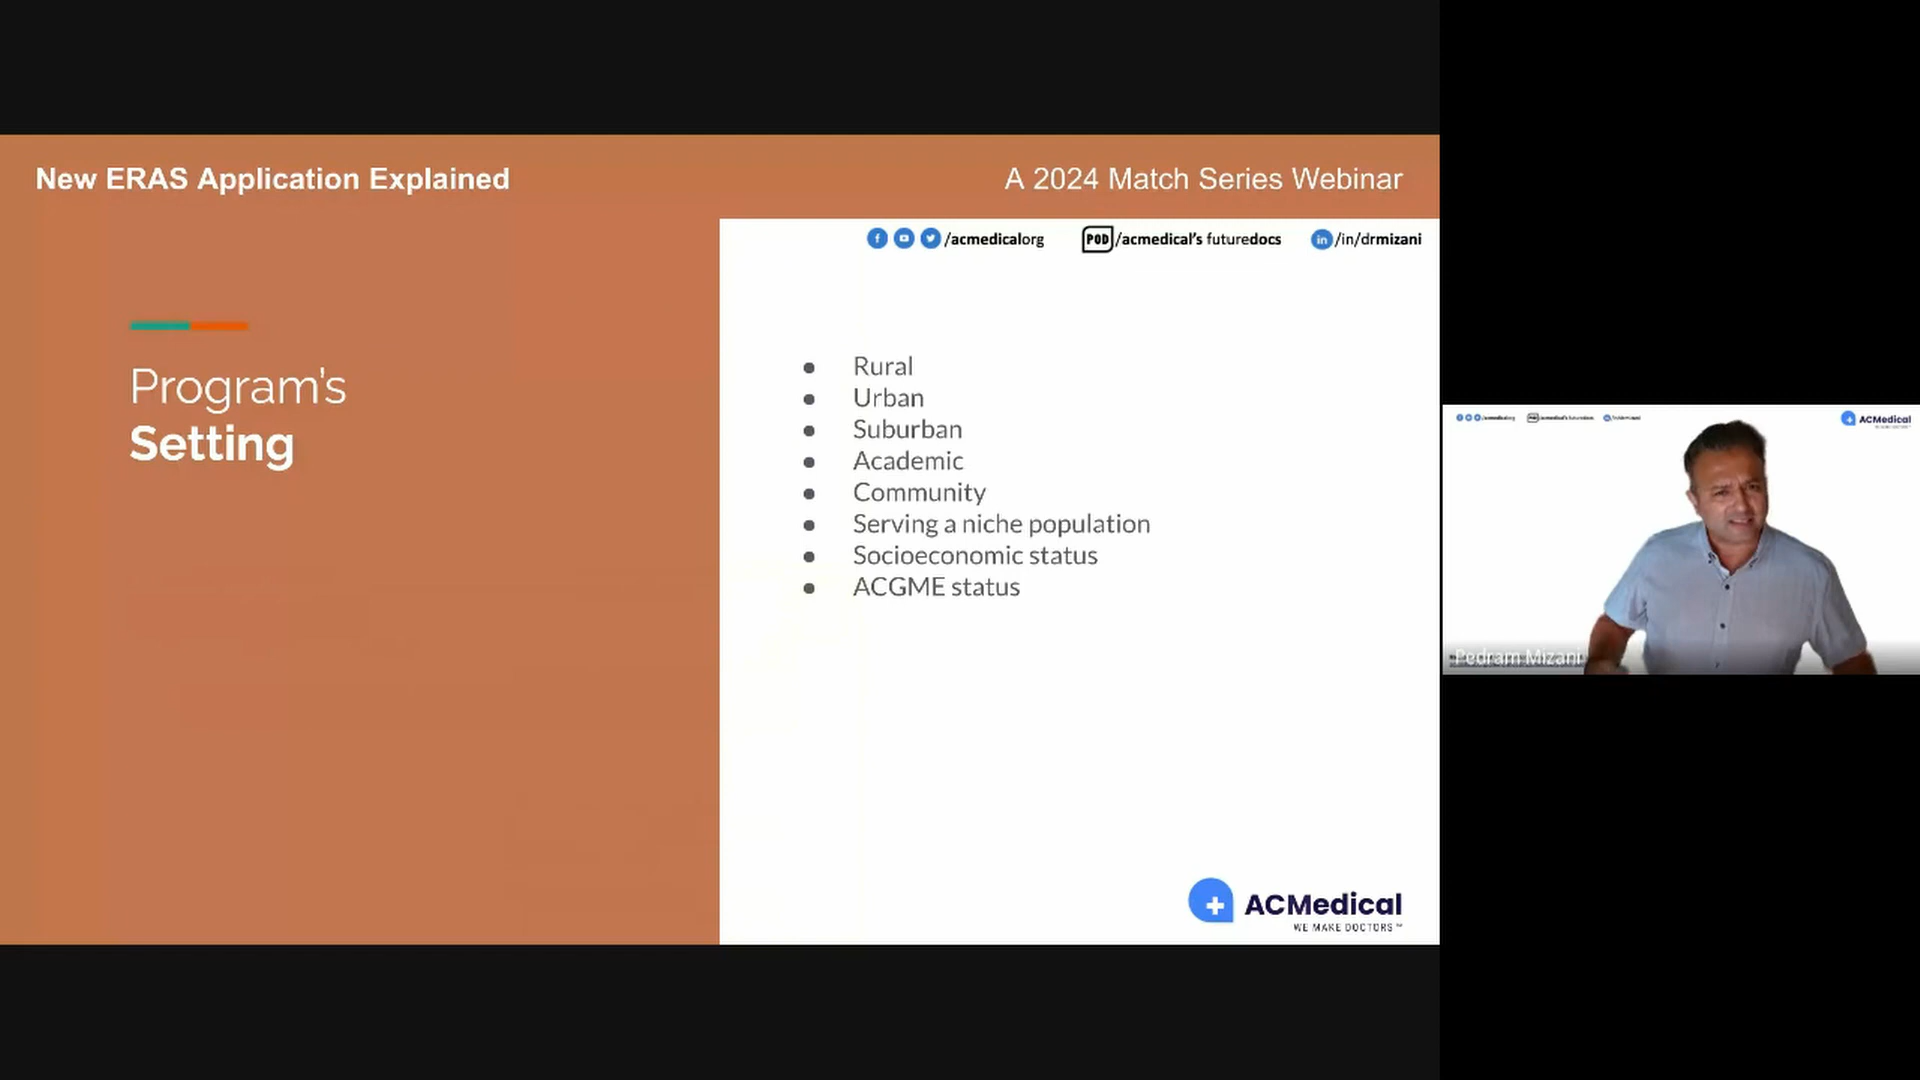 New ERAS Application Explained
A 2024 Match Series Webinar
/acmedicalorg
POD /acmedical's futuredocs
in /in/drmizani
Program's
Setting
● Rural
● Urban
● Suburban
● Academic
● Community
● Serving a niche population
● Socioeconomic status
● ACGME status
ACMedical
WE MAKE DOCTORS™
ACMedical
Pedram Mizani